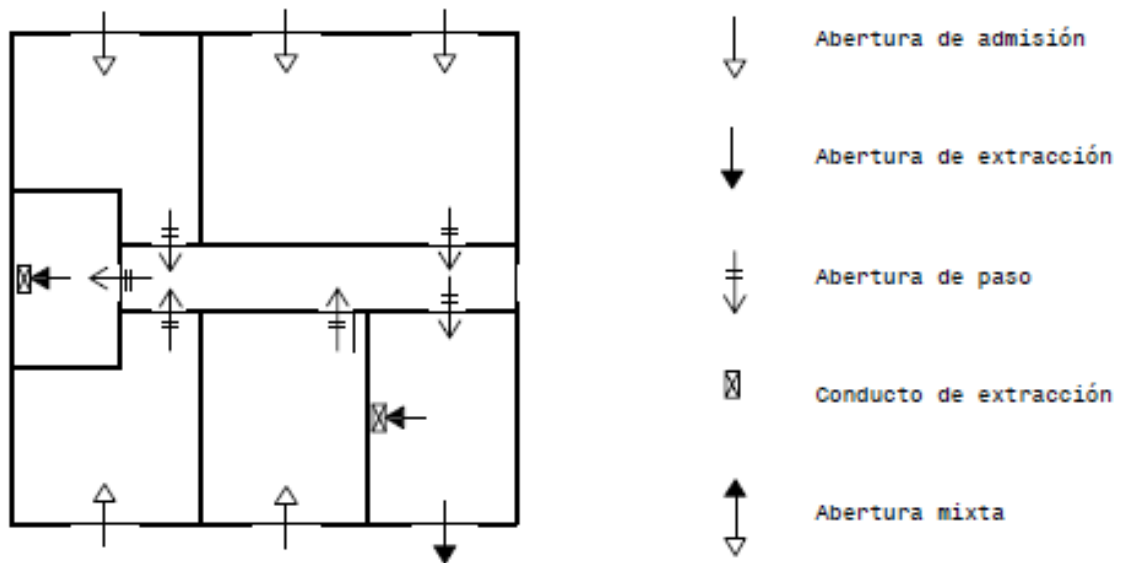 Abertura de admisión
Abertura de extracción
Abertura de paso
Conducto de extracción
Abertura mixta